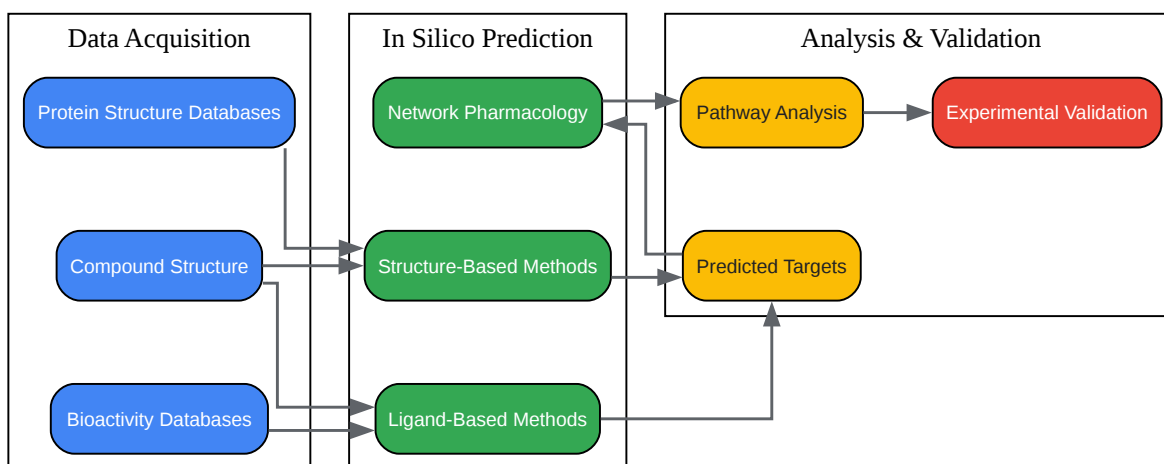 Data Acquisition
In Silico Prediction
Analysis & Validation
Protein Structure Databases
Network Pharmacology
Pathway Analysis
Experimental Validation
Compound Structure
Structure-Based Methods
Predicted Targets
Bioactivity Databases
Ligand-Based Methods